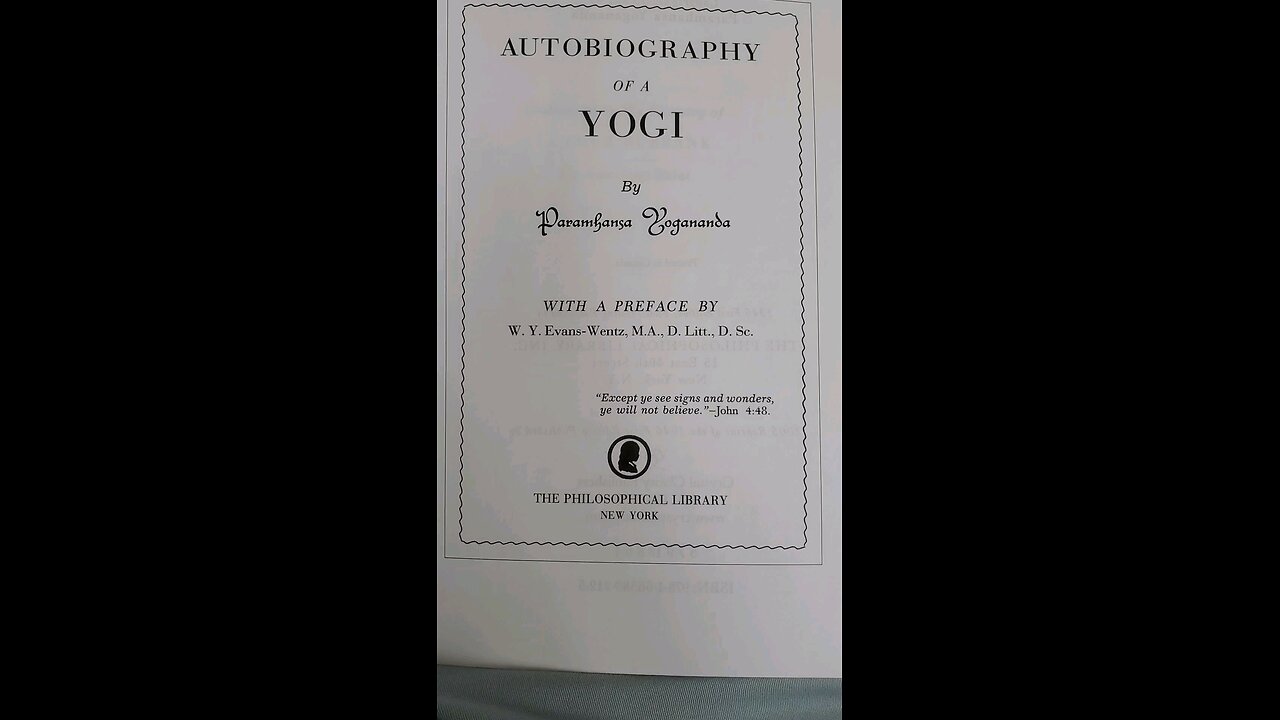 AUTOBIOGRAPHY
OF A
YOGI
By
Paramhansa Yogananda
WITH A PREFACE BY
W. Y. Evans-Wentz, M.A., D. Litt., D. Sc.
"Except ye see signs and wonders,
ye will not believe."–John 4:48.
THE PHILOSOPHICAL LIBRARY
NEW YORK